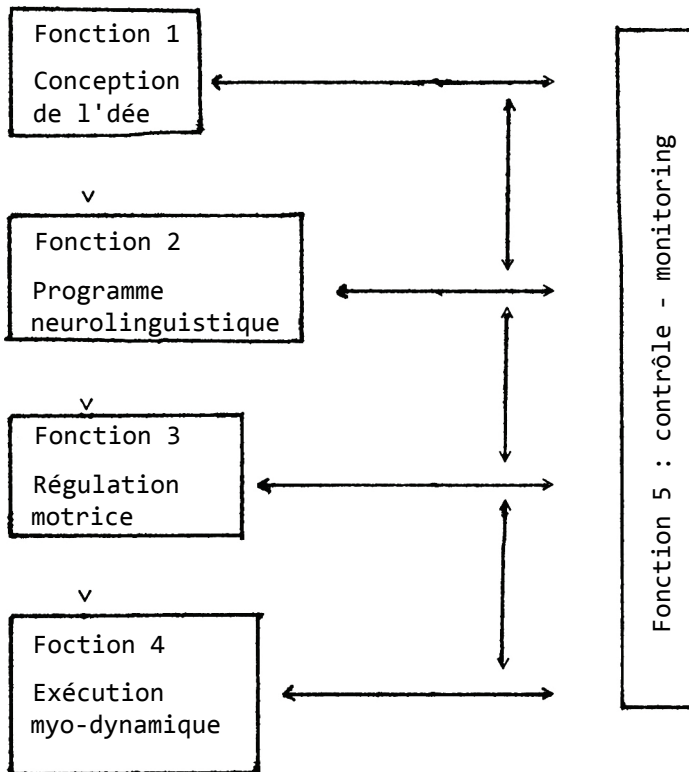 Fonction 1
Conception
de l'dée
v
Fonction 2
Programme
neurolinguistique
v
Fonction 3
Régulation
motrice
v
Foction 4
Exécution
myo-dynamique
Fonction 5 : contrôle - monitoring